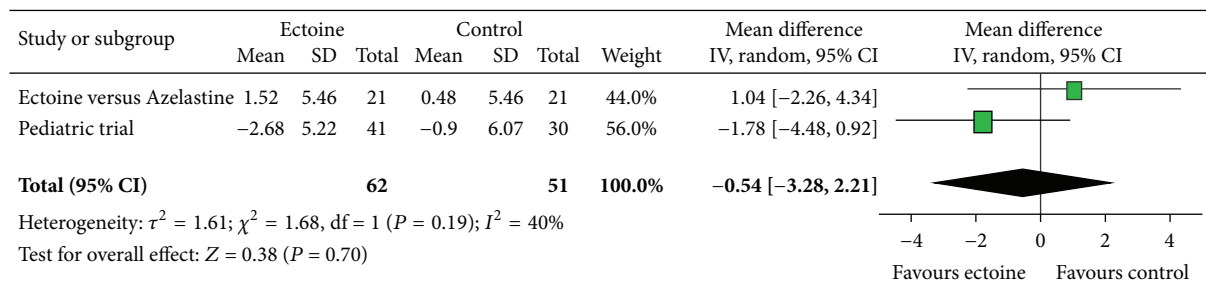 Study or subgroup Ectoine Control Mean difference Mean difference
Mean SD Total Mean SD Total Weight IV, random, 95% CI IV, random, 95% CI
Ectoine versus Azelastine 1.52 5.46 21 0.48 5.46 21 44.0% 1.04 [−2.26, 4.34]
Pediatric trial −2.68 5.22 41 −0.9 6.07 30 56.0% −1.78 [−4.48, 0.92]
Total (95% CI) 62 51 100.0% −0.54 [−3.28, 2.21]
Heterogeneity: τ² = 1.61; χ² = 1.68, df = 1 (P = 0.19); I² = 40%
Test for overall effect: Z = 0.38 (P = 0.70)
−4 −2 0 2 4
Favours ectoine Favours control